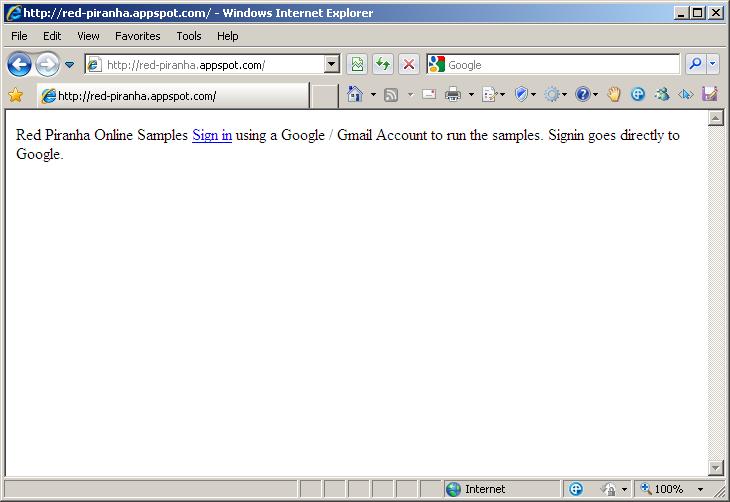 http://red-piranha.appspot.com/ - Windows Internet Explorer
File Edit View Favorites Tools Help
http://red-piranha.appspot.com/ Google
http://red-piranha.appspot.com/
Red Piranha Online Samples Sign in using a Google / Gmail Account to run the samples. Signin goes directly to
Google.
Internet 100%